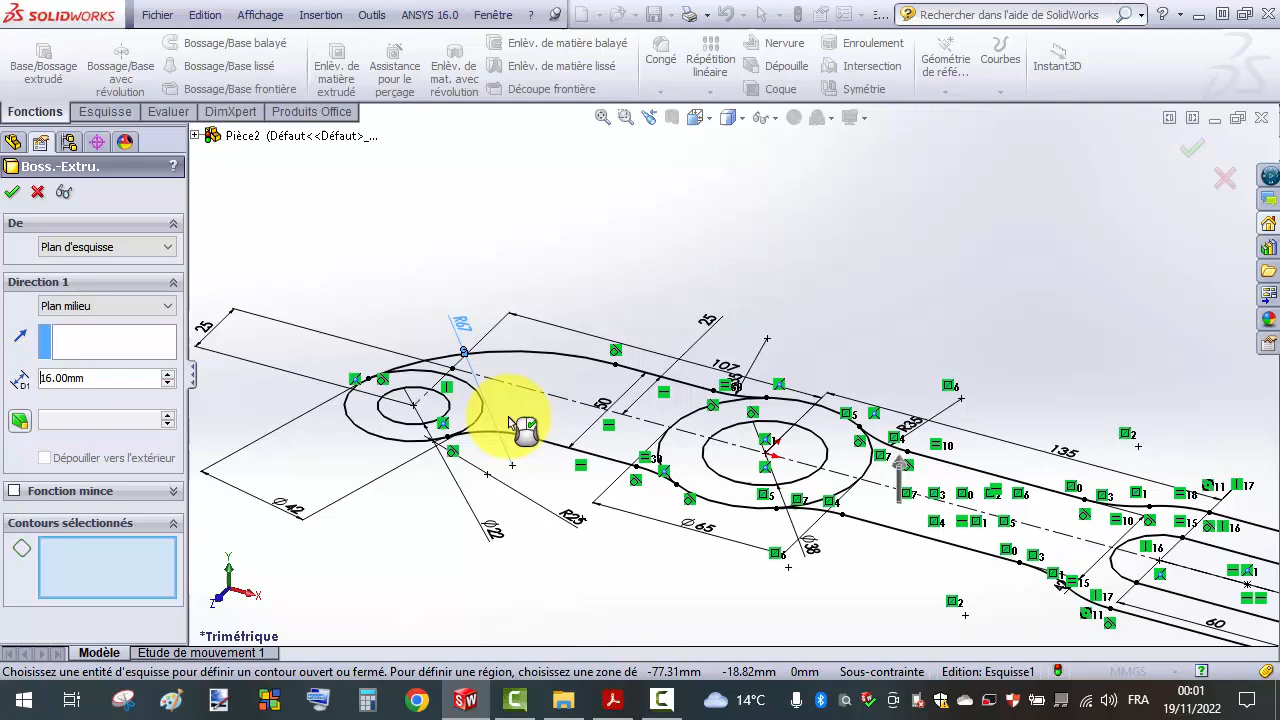 SOLIDWORKS Fichier Edition Affichage Insertion Outils ANSYS 16.0 Fenêtre ? E... Rechercher dans l'aide de SolidWorks ?
Base/Bossage extrudé
Bossage/Base avec révolution
Bossage/Base balayé
Bossage/Base lissé
Bossage/Base frontière
Enlèv. de matière extrudé
Assistance pour le perçage
Enlèv. de mat. avec révolution
Enlèv. de matière balayé
Enlèv. de matière lissé
Découpe frontière
Congé
Répétition linéaire
Nervure
Dépouille
Coque
Enroulement
Intersection
Symétrie
Géométrie de réfé...
Courbes
Instant3D
Fonctions Esquisse Evaluer DimXpert Produits Office
Pièce2 (Défaut<<Défaut>_...
Boss.-Extru. ?
De
Plan d'esquisse
Direction 1
Plan milieu
D1
16.00mm
Dépouiller vers l'extérieur
Fonction mince
Contours sélectionnés
25
R67
107
25
50
R35
135
Ø42
Ø22
R25
Ø65
Ø38
60
Y
X
Z
*Trimétrique
Modèle Etude de mouvement 1
Choisissez une entité d'esquisse pour définir un contour ouvert ou fermé. Pour définir une région, choisissez une zone dé -77.31mm -18.82mm 0mm Sous-contrainte Edition: Esquisse1 MMGS
14°C FRA 00:01
19/11/2022